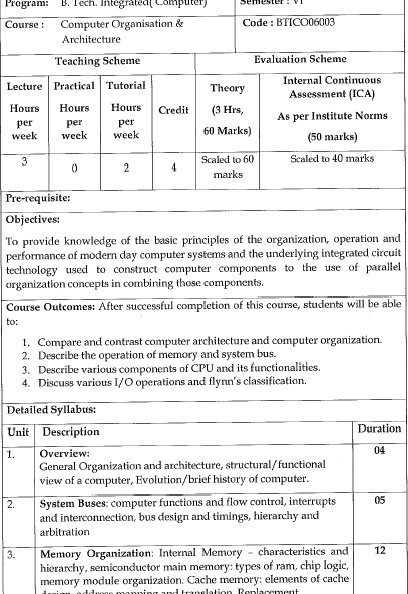 Program: B. Tech. Integrated( Computer) Semester : VI
Course : Computer Organisation & Architecture Code : BTICO06003
Teaching Scheme Evaluation Scheme
Lecture Hours per week
Practical Hours per week
Tutorial Hours per week
Credit
Theory (3 Hrs, 60 Marks)
Internal Continuous Assessment (ICA) As per Institute Norms (50 marks)
3 0 2 4 Scaled to 60 marks Scaled to 40 marks
Pre-requisite:
Objectives:
To provide knowledge of the basic principles of the organization, operation and
performance of modern day computer systems and the underlying integrated circuit
technology used to construct computer components to the use of parallel
organization concepts in combining those components.
Course Outcomes: After successful completion of this course, students will be able
to:
1. Compare and contrast computer architecture and computer organization.
2. Describe the operation of memory and system bus.
3. Describe various components of CPU and its functionalities.
4. Discuss various I/O operations and flynn's classification.
Detailed Syllabus:
Unit Description Duration
1. Overview: 04
General Organization and architecture, structural/functional
view of a computer, Evolution/brief history of computer.
2. System Buses: computer functions and flow control, interrupts 05
and interconnection, bus design and timings, hierarchy and
arbitration
3. Memory Organization: Internal Memory – characteristics and 12
hierarchy, semiconductor main memory: types of ram, chip logic,
memory module organization. Cache memory: elements of cache
design, address mapping and translation, Replacement